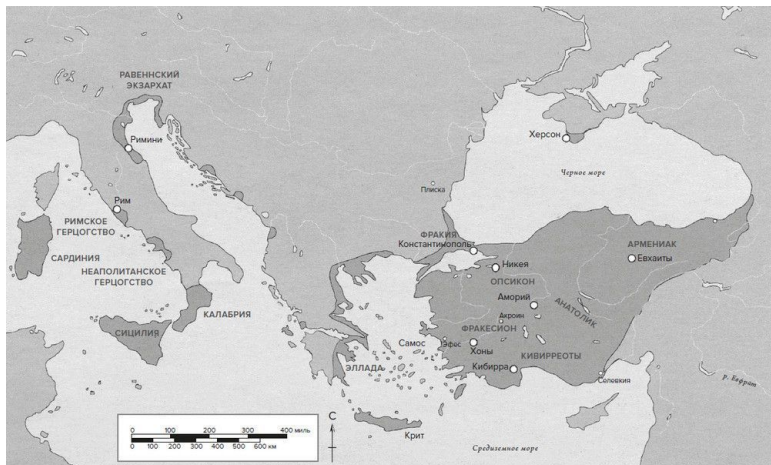 РАВЕННСКИЙ
ЭКЗАРХАТ
Римини
Херсон
Черное море
Плиска
Рим
РИМСКОЕ
ГЕРЦОГСТВО
САРДИНИЯ
НЕАПОЛИТАНСКОЕ
ГЕРЦОГСТВО
ФРАКИЯ
Константинополь
АРМЕНИАК
Евхаиты
Никея
ОПСИКОН
Аморий
АНАТОЛИК
Акроин
КАЛАБРИЯ
СИЦИЛИЯ
ФРАКЕСИОН
Самос
Эфес
Хоны
КИВИРРЕОТЫ
ЭЛЛАДА
Кибирра
Селевкия
р. Евфрат
С
0 100 200 300 400 миль
0 100 200 300 400 500 600 км
Крит
Средиземное море